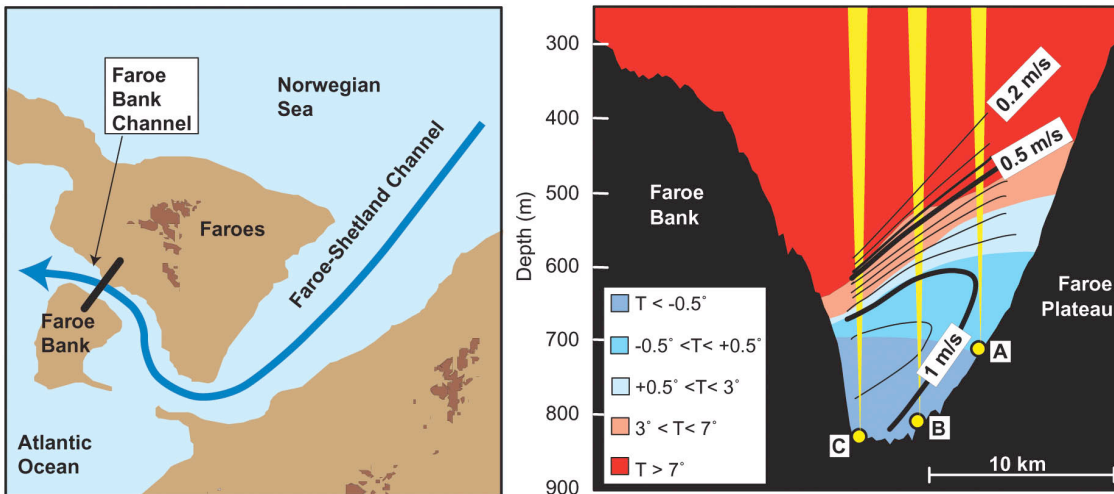 Faroe
Bank
Channel
Norwegian
Sea
Faroe-Shetland Channel
Faroes
Faroe
Bank
Atlantic
Ocean
Depth (m)
300
400
500
600
700
800
900
0.2 m/s
0.5 m/s
1 m/s
Faroe
Bank
Faroe
Plateau
A
B
C
T < -0.5°
-0.5° <T< +0.5°
+0.5° <T< 3°
3° < T< 7°
T > 7°
10 km